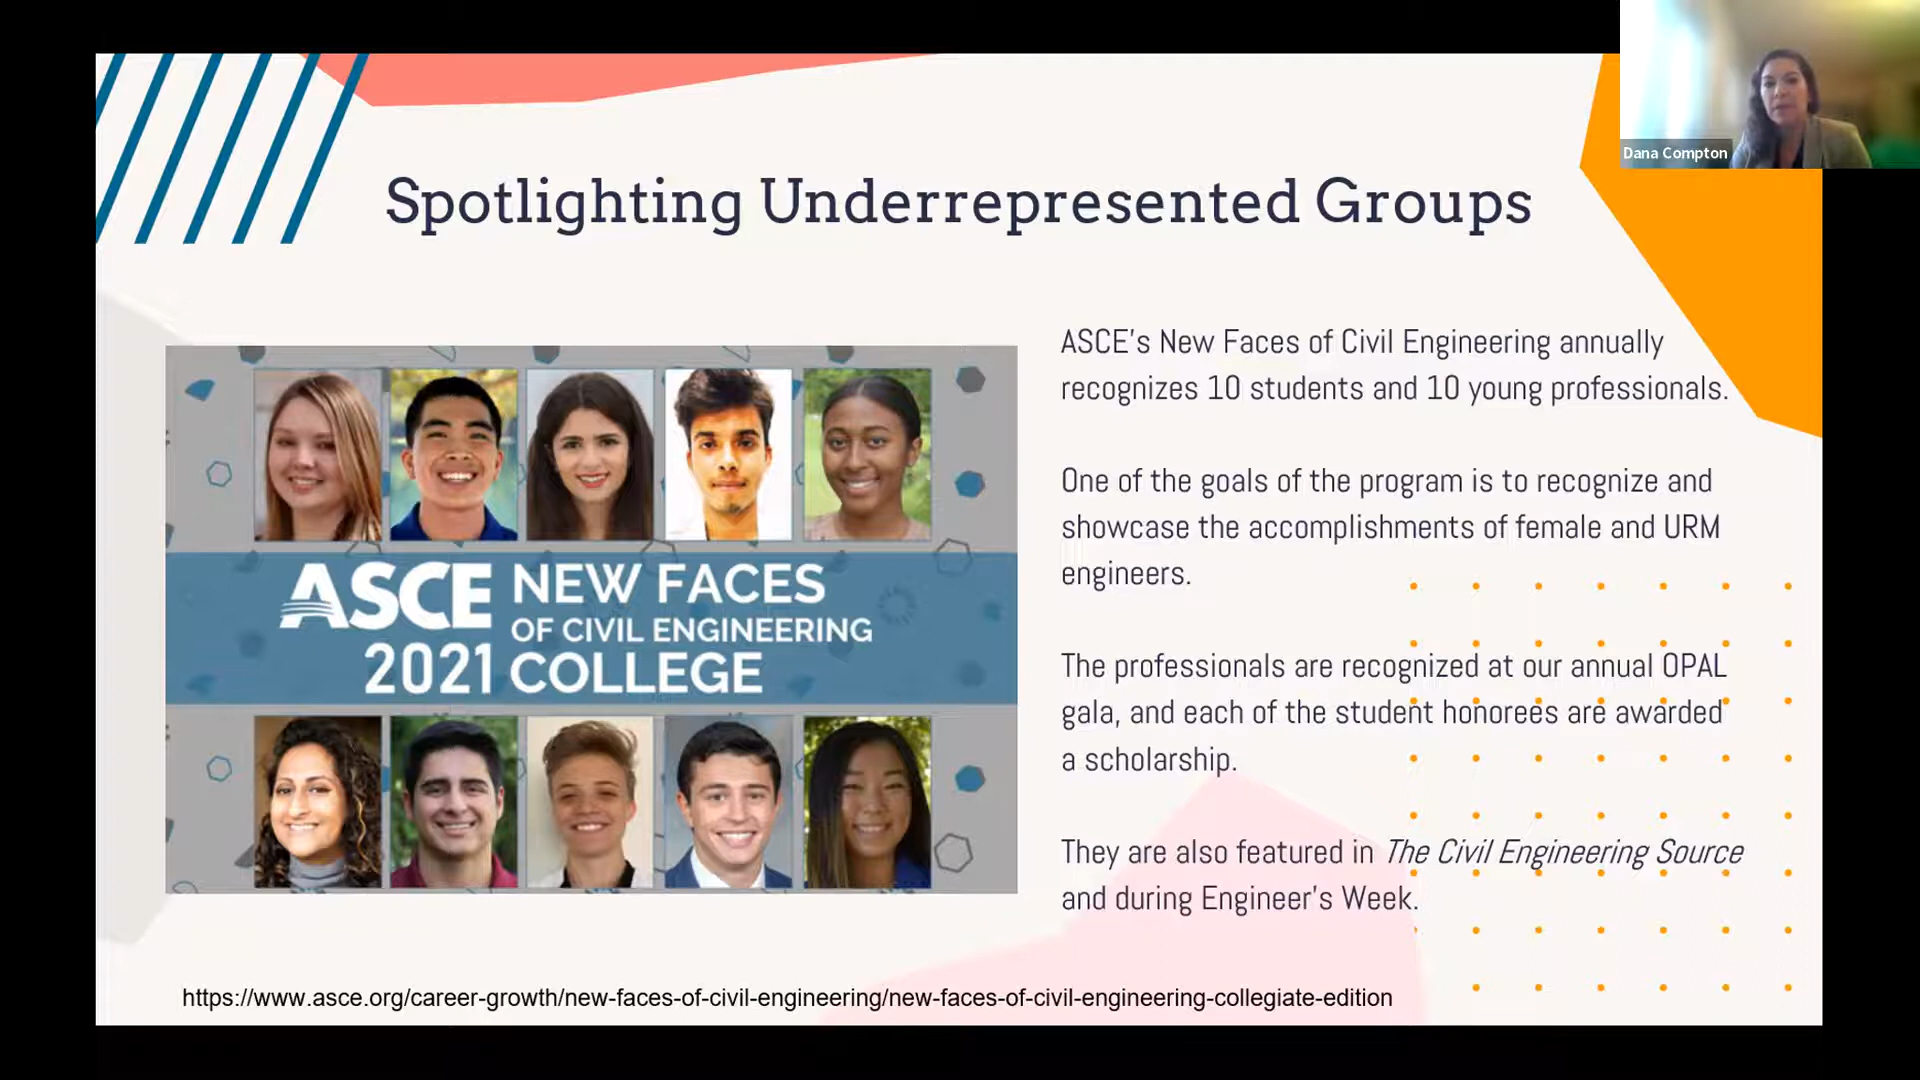 Dana Compton
Spotlighting Underrepresented Groups
ASCE NEW FACES
OF CIVIL ENGINEERING
2021 COLLEGE
ASCE's New Faces of Civil Engineering annually
recognizes 10 students and 10 young professionals.
One of the goals of the program is to recognize and
showcase the accomplishments of female and URM
engineers.
The professionals are recognized at our annual OPAL
gala, and each of the student honorees are awarded
a scholarship.
They are also featured in The Civil Engineering Source
and during Engineer's Week.
https://www.asce.org/career-growth/new-faces-of-civil-engineering/new-faces-of-civil-engineering-collegiate-edition